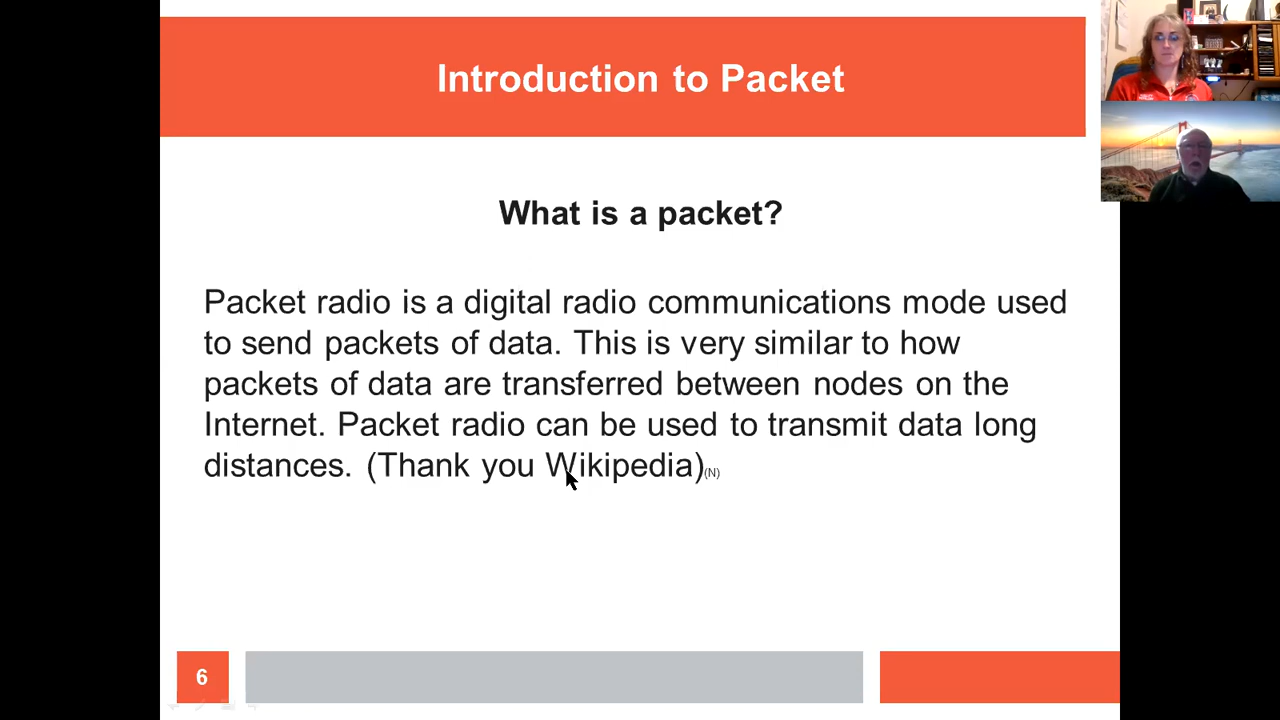 Introduction to Packet
What is a packet?
Packet radio is a digital radio communications mode used
to send packets of data. This is very similar to how
packets of data are transferred between nodes on the
Internet. Packet radio can be used to transmit data long
distances. (Thank you Wikipedia)(N)
6